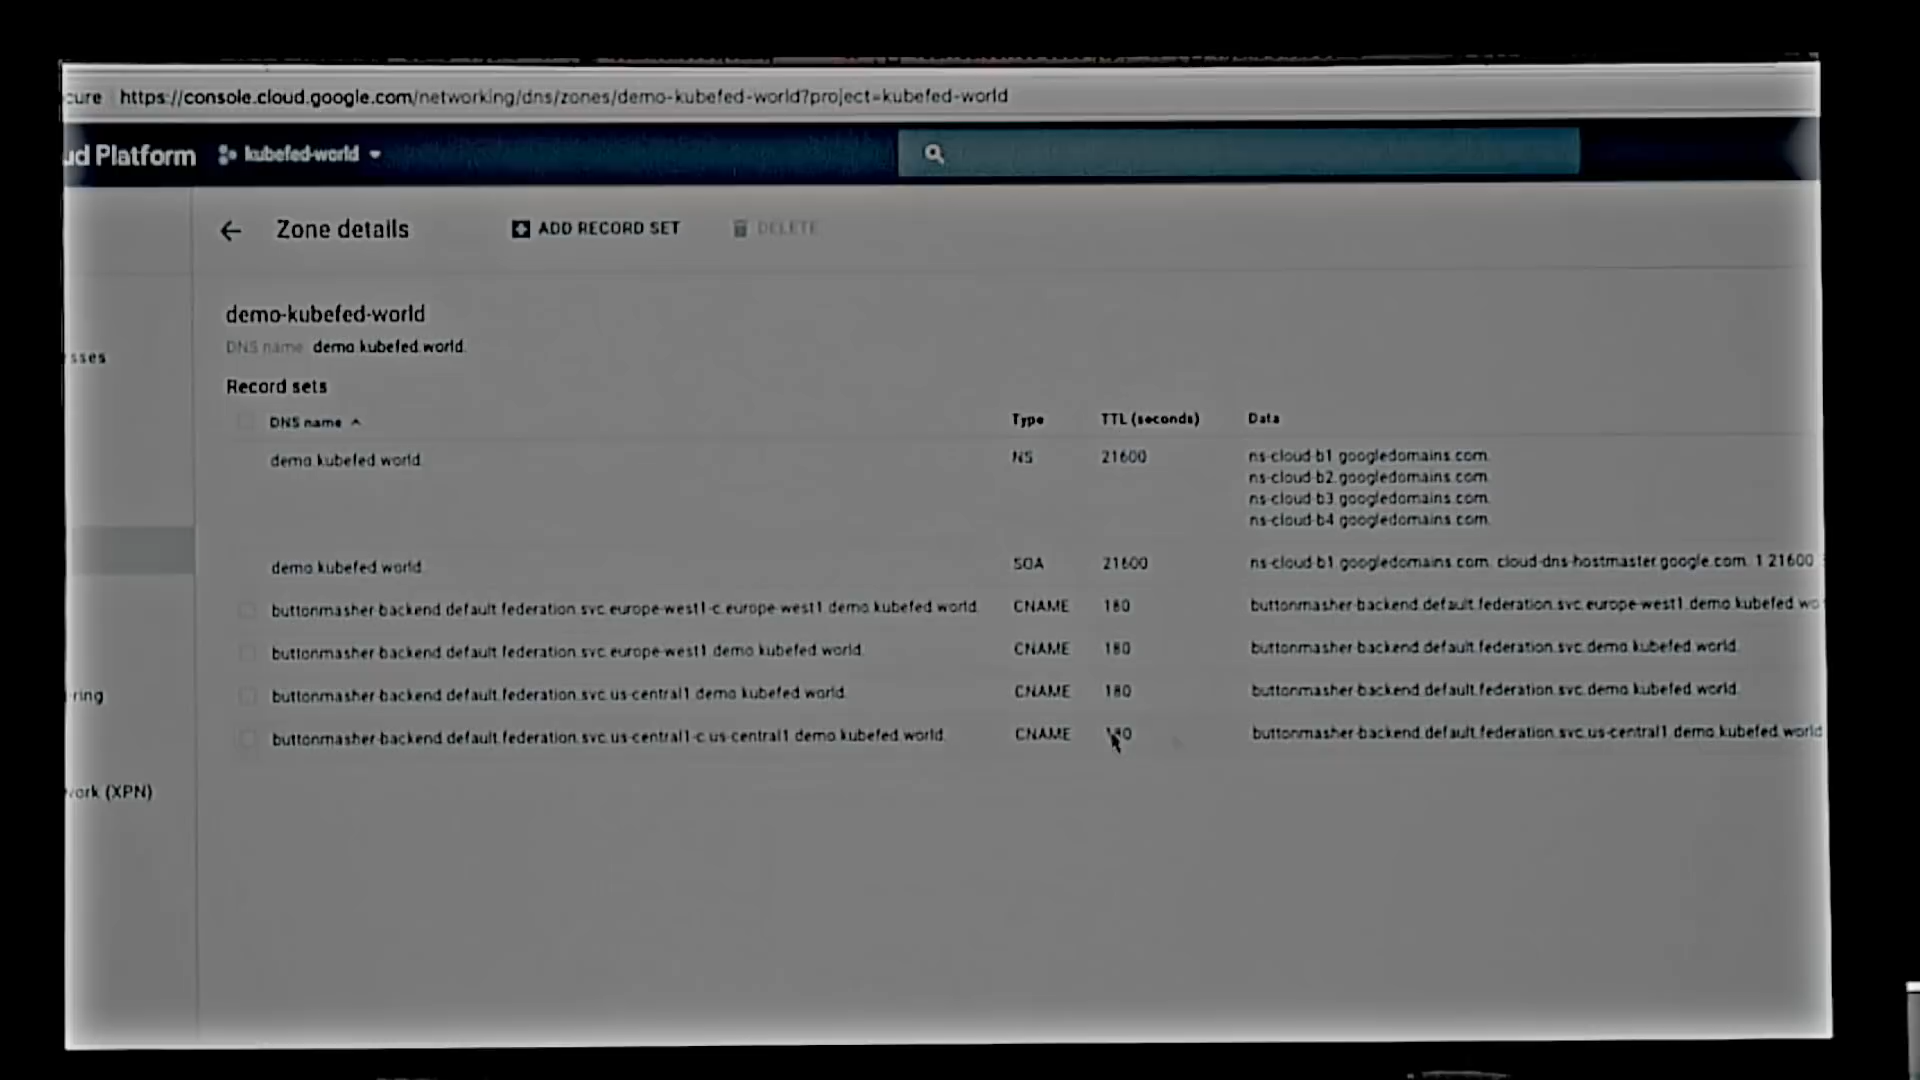 cure https://console.cloud.google.com/networking/dns/zones/demo-kubefed-world?project=kubefed-world
ud Platform kubefed-world
Zone details ADD RECORD SET DELETE
demo-kubefed-world
DNS name demo.kubefed.world.
sses
Record sets
DNS name Type TTL (seconds) Data
demo.kubefed.world. NS 21600 ns-cloud-b1.googledomains.com.
ns-cloud-b2.googledomains.com.
ns-cloud-b3.googledomains.com.
ns-cloud-b4.googledomains.com.
demo.kubefed.world. SOA 21600 ns-cloud-b1.googledomains.com. cloud-dns-hostmaster.google.com. 1 21600
buttonmasher-backend.default.federation.svc.europe-west1-c.europe-west1.demo.kubefed.world. CNAME 180 buttonmasher-backend.default.federation.svc.europe-west1.demo.kubefed.wo
buttonmasher-backend.default.federation.svc.europe-west1.demo.kubefed.world. CNAME 180 buttonmasher-backend.default.federation.svc.demo.kubefed.world.
buttonmasher-backend.default.federation.svc.us-central1.demo.kubefed.world. CNAME 180 buttonmasher-backend.default.federation.svc.demo.kubefed.world.
ring
buttonmasher-backend.default.federation.svc.us-central1-c.us-central1.demo.kubefed.world. CNAME 180 buttonmasher-backend.default.federation.svc.us-central1.demo.kubefed.world
work (XPN)